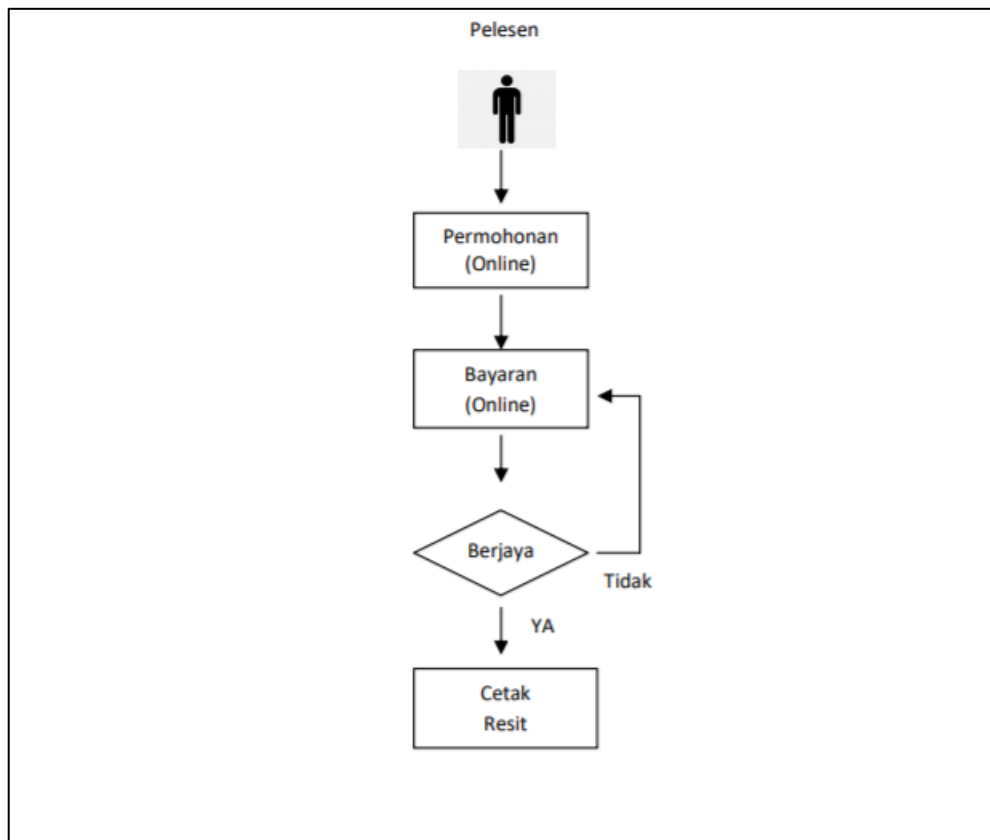 Pelesen
Permohonan
(Online)
Bayaran
(Online)
Berjaya
Tidak
YA
Cetak
Resit